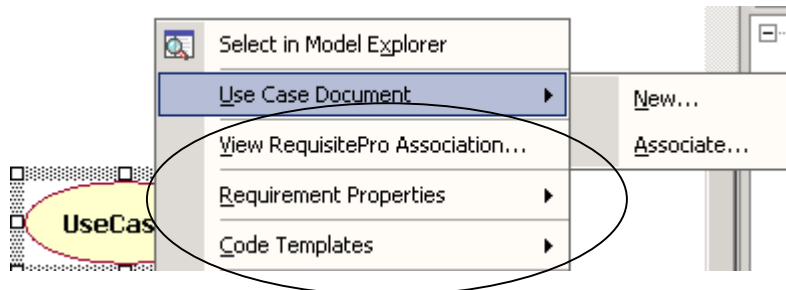 Select in Model Explorer
Use Case Document
New...
View RequisitePro Association...
Associate...
Requirement Properties
UseCas
Code Templates